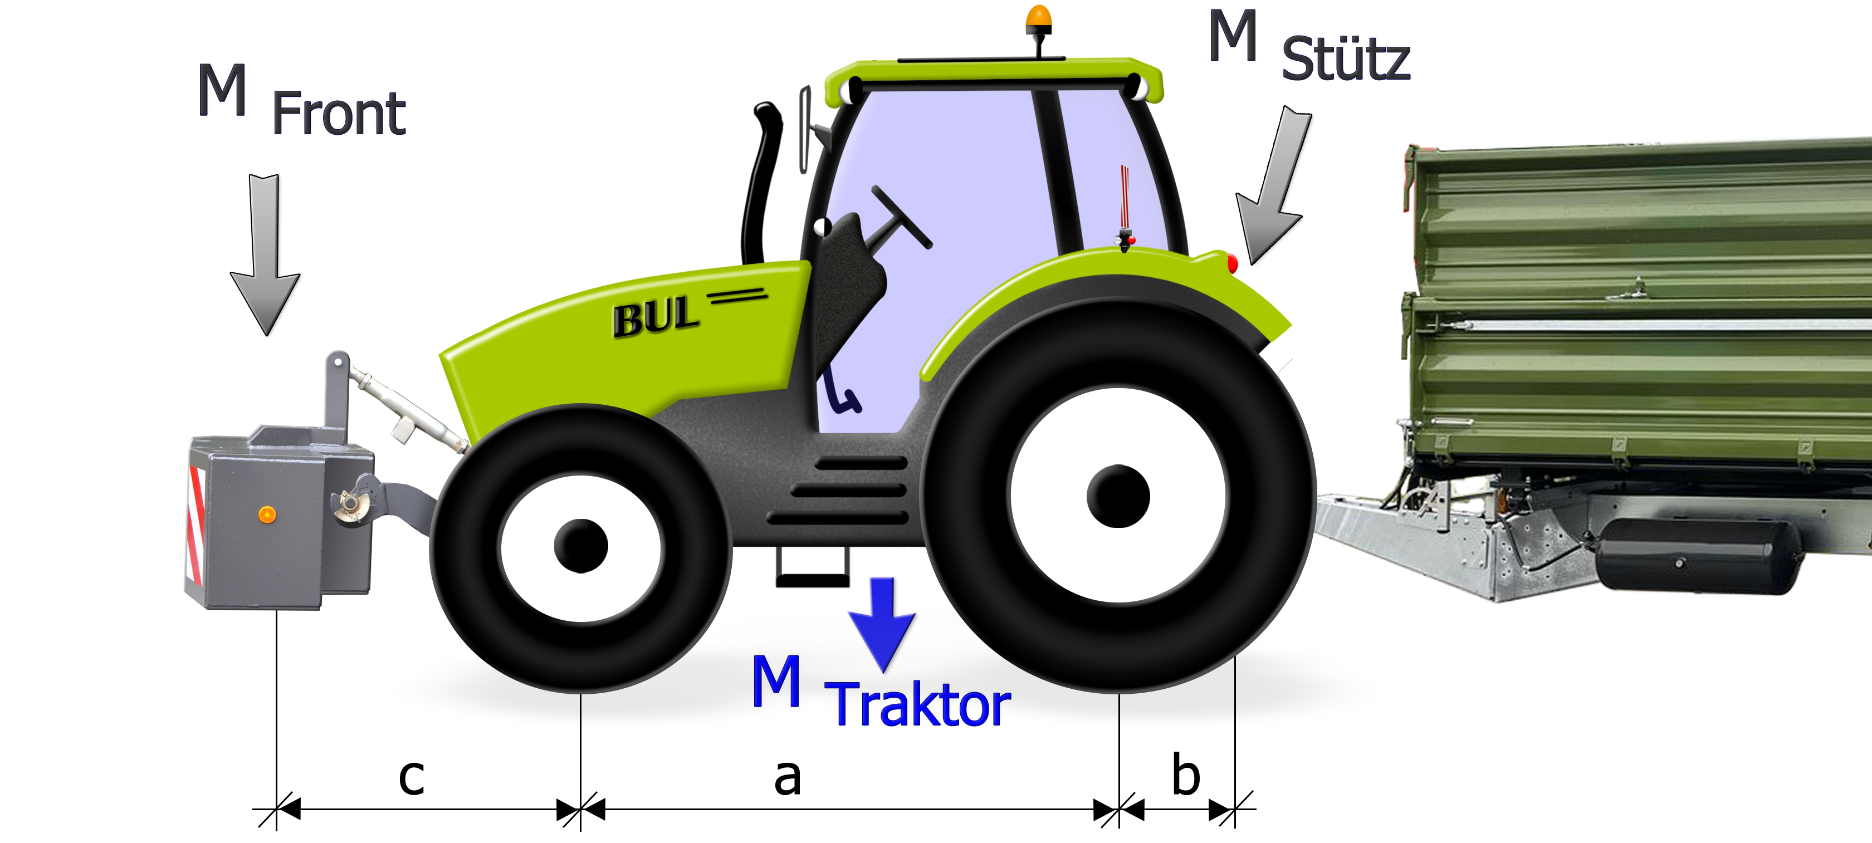 M Stütz
M Front
BUL
M Traktor
c
a
b